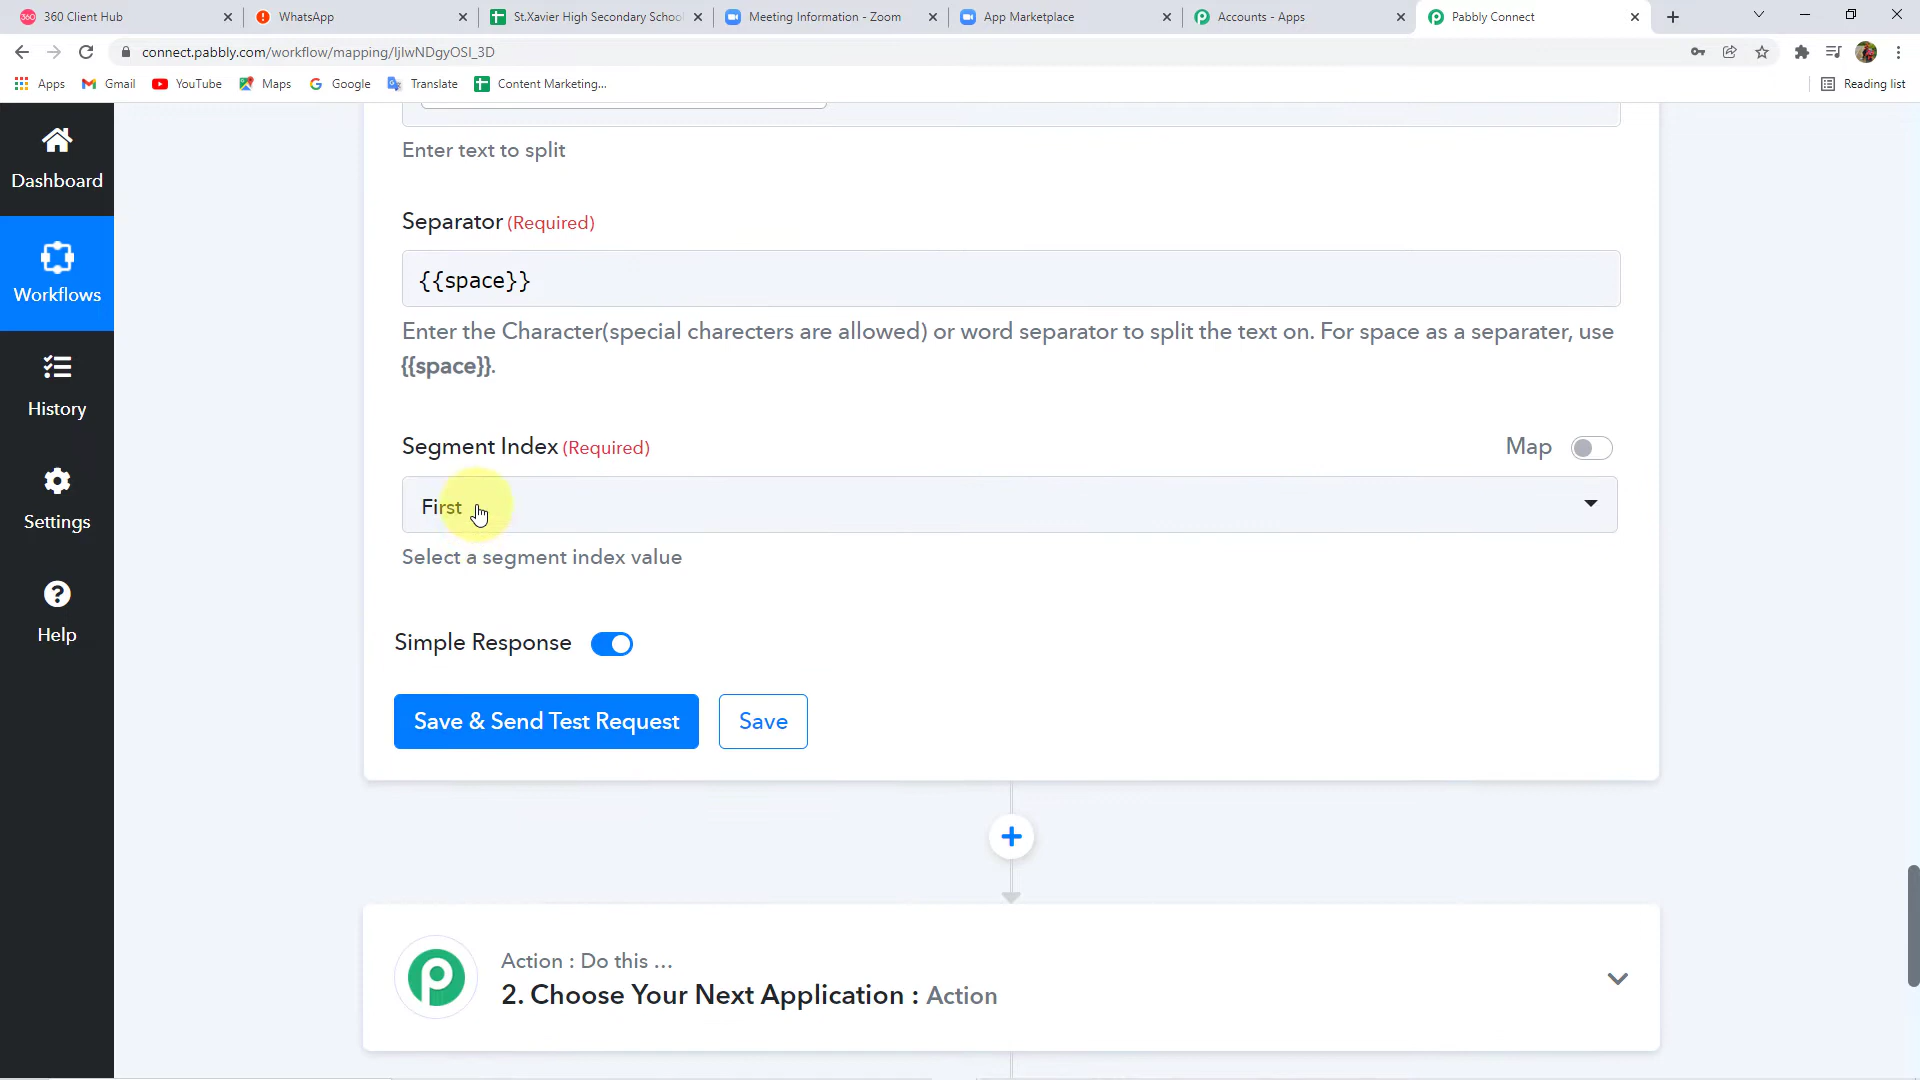 360 Client Hub
WhatsApp
St.Xavier High Secondary School
Meeting Information - Zoom
App Marketplace
Accounts - Apps
Pabbly Connect
connect.pabbly.com/workflow/mapping/IjIwNDgyOSI_3D
Apps
Gmail
YouTube
Maps
Google
Translate
Content Marketing...
Reading list
Dashboard
Workflows
History
Settings
Help
Enter text to split
Separator (Required)
{{space}}
Enter the Character(special charecters are allowed) or word separator to split the text on. For space as a separater, use
{{space}}.
Segment Index (Required)
Map
First
Select a segment index value
Simple Response
Save & Send Test Request
Save
Action : Do this ...
2. Choose Your Next Application : Action